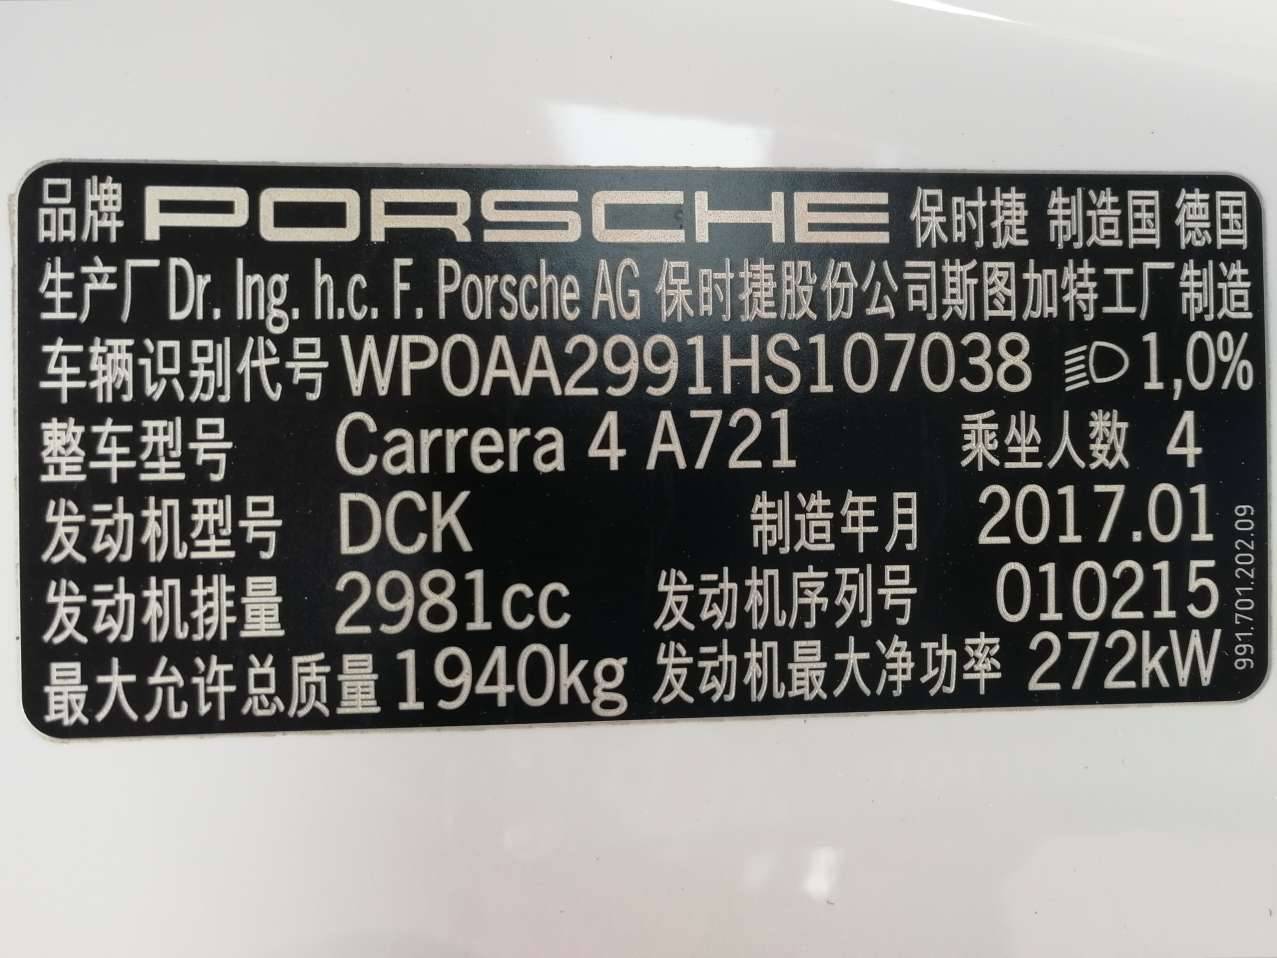 品牌 PORSCHE 保时捷 制造国 德国
生产厂 Dr. Ing. h.c. F. Porsche AG 保时捷股份公司斯图加特工厂制造
车辆识别代号 WP0AA2991HS107038 1,0%
整车型号 Carrera 4 A721 乘坐人数 4
发动机型号 DCK 制造年月 2017.01
发动机排量 2981cc 发动机序列号 010215
最大允许总质量 1940kg 发动机最大净功率 272kW
991.701.202.09